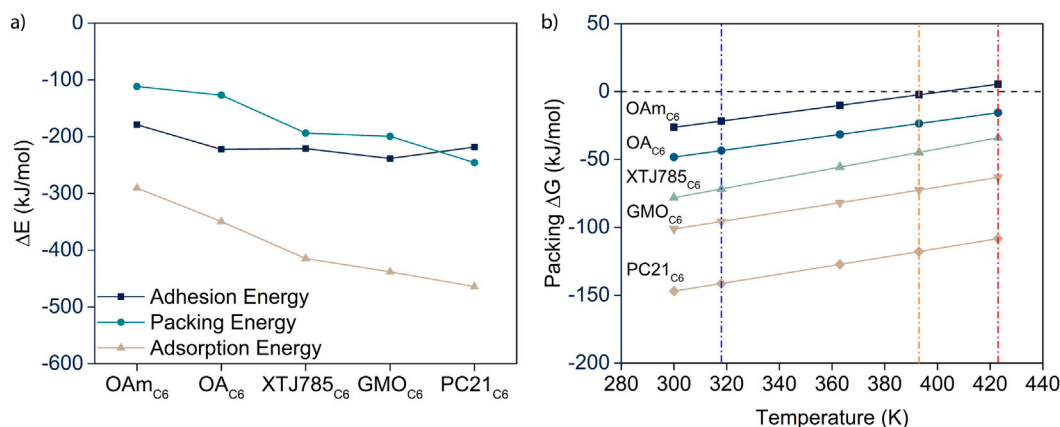 a)
0
-100
-200
-300
-400
-500
-600
ΔE (kJ/mol)
Adhesion Energy
Packing Energy
Adsorption Energy
OAmC6
OAC6
XTJ785C6
GMOC6
PC21C6
b)
50
0
-50
-100
-150
-200
Packing ΔG (kJ/mol)
OAmC6
OAC6
XTJ785C6
GMOC6
PC21C6
280 300 320 340 360 380 400 420 440
Temperature (K)